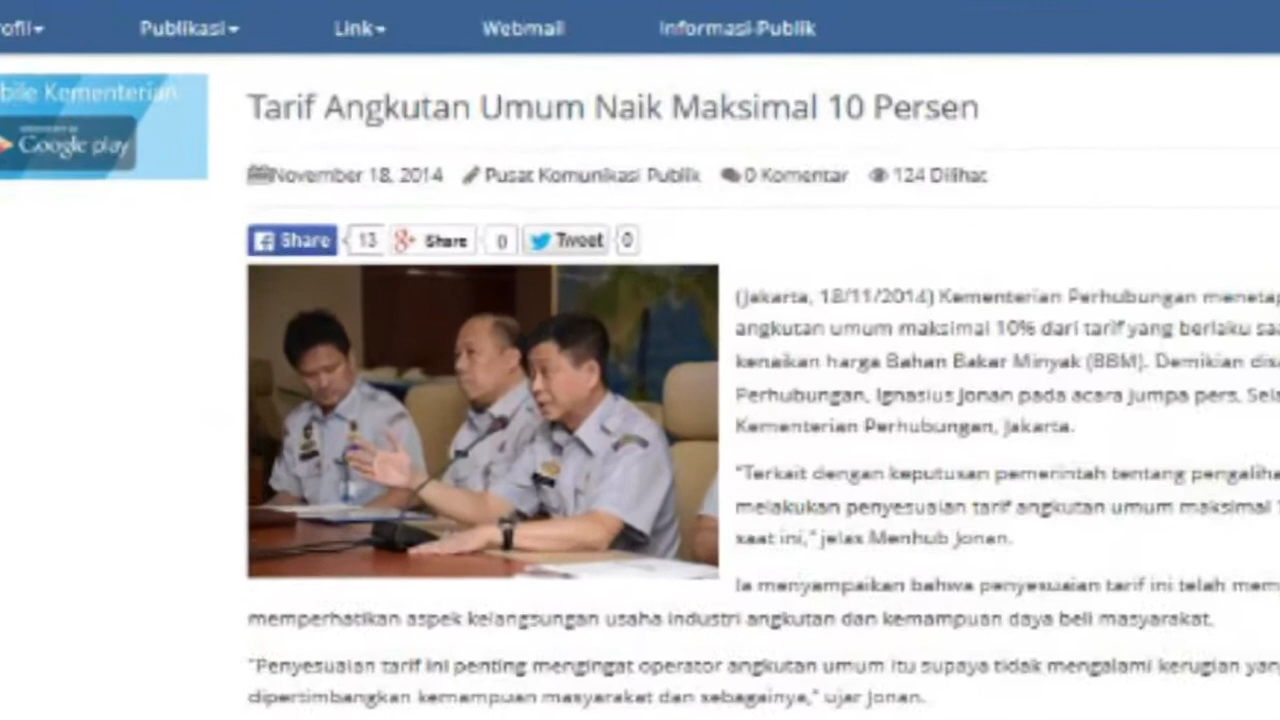 Publikasi
Link
Webmail
Informasi Publik
Kementerian
Google play
Tarif Angkutan Umum Naik Maksimal 10 Persen
November 18, 2014 Pusat Komunikasi Publik 0 Komentar 124 Dilihat
Share 13 Share 0 Tweet 0
(Jakarta, 18/11/2014) Kementerian Perhubungan menetap
angkutan umum maksimal 10% dari tarif yang berlaku saa
kenaikan harga Bahan Bakar Minyak (BBM). Demikian dis
Perhubungan, Ignasius Jonan pada acara jumpa pers, Sela
Kementerian Perhubungan, Jakarta.
"Terkait dengan keputusan pemerintah tentang pengaliha
melakukan penyesuaian tarif angkutan umum maksimal 1
saat ini," jelas Menhub Jonan.
Ia menyampaikan bahwa penyesuaian tarif ini telah mem
memperhatikan aspek kelangsungan usaha industri angkutan dan kemampuan daya beli masyarakat.
"Penyesuaian tarif ini penting mengingat operator angkutan umum itu supaya tidak mengalami kerugian yan
dipertimbangkan kemampuan masyarakat dan sebagainya," ujar Jonan.